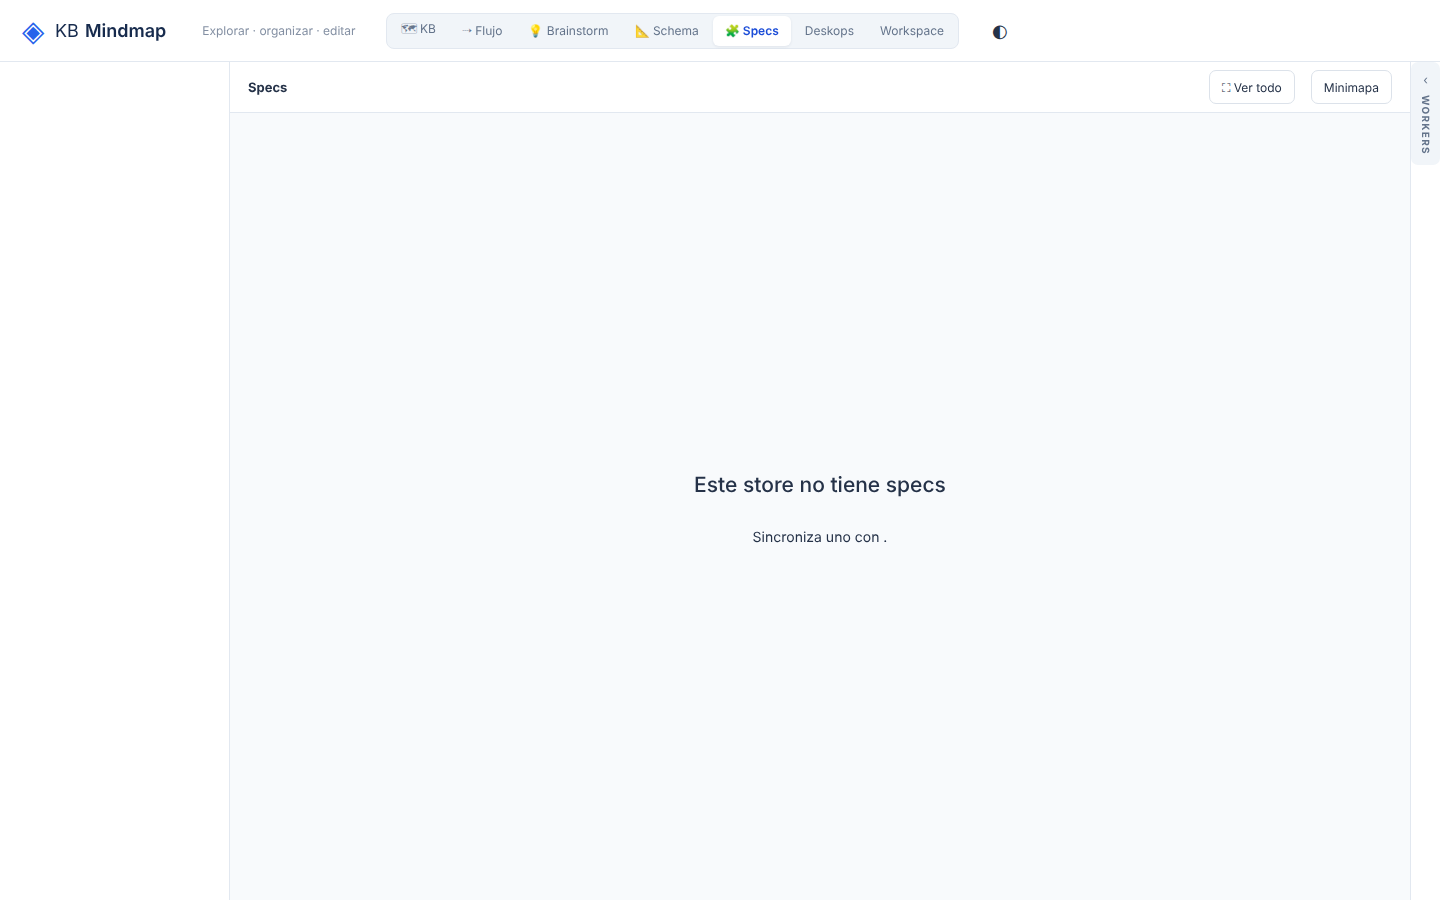 KB Mindmap
Explorar · organizar · editar
KB
→ Flujo
Brainstorm
Schema
Specs
Deskops
Workspace
Specs
Ver todo
Minimapa
‹
WORKERS
Este store no tiene specs
Sincroniza uno con .